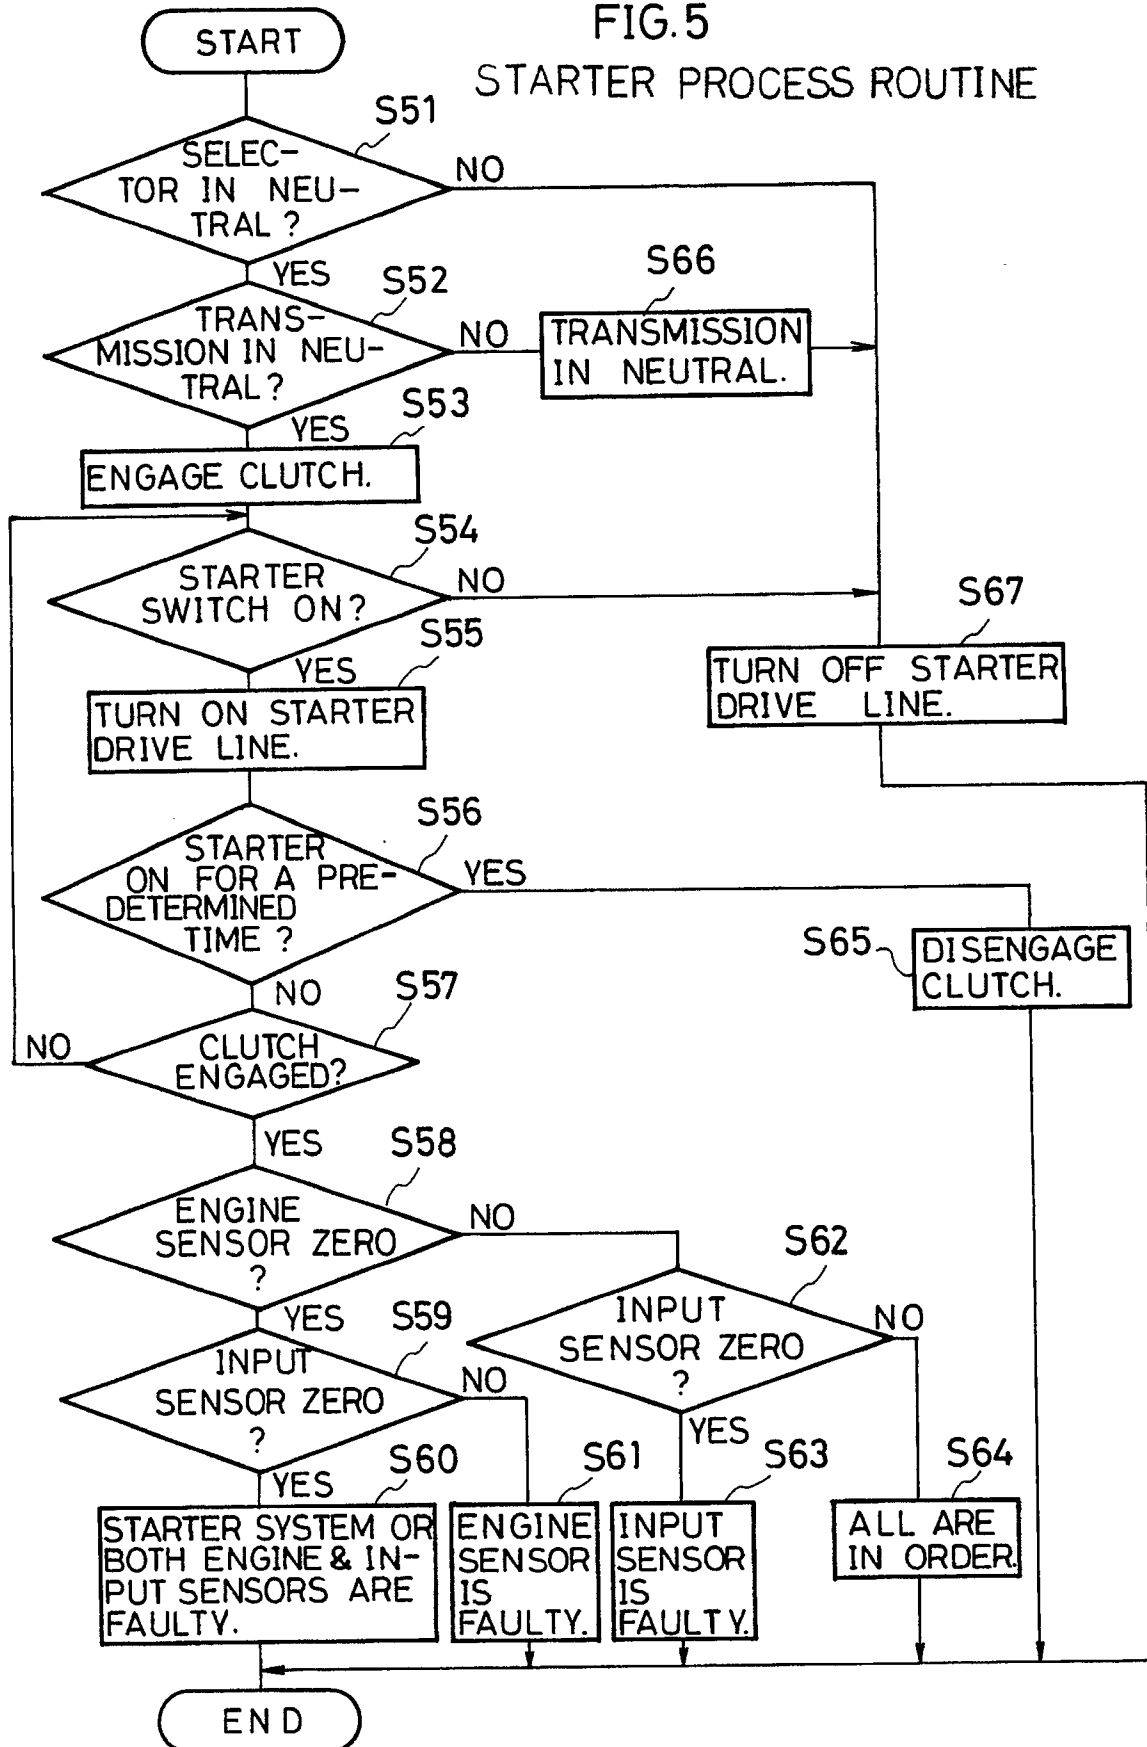 FIG.5
STARTER PROCESS ROUTINE
START
S51
SELEC-
TOR IN NEU-
TRAL?
NO
YES
S52
TRANS-
MISSION IN NEU-
TRAL?
NO
S66
TRANSMISSION
IN NEUTRAL.
YES
S53
ENGAGE CLUTCH.
S54
STARTER
SWITCH ON?
NO
YES
S55
TURN ON STARTER
DRIVE LINE.
S67
TURN OFF STARTER
DRIVE LINE.
S56
STARTER
ON FOR A PRE-
DETERMINED
TIME?
YES
S65
DISENGAGE
CLUTCH.
NO
S57
CLUTCH
ENGAGED?
NO
YES
S58
ENGINE
SENSOR ZERO
?
NO
YES
S62
INPUT
SENSOR ZERO
?
NO
YES
S59
INPUT
SENSOR ZERO
?
NO
YES
S60
STARTER SYSTEM OR
BOTH ENGINE & IN-
PUT SENSORS ARE
FAULTY.
S61
ENGINE
SENSOR
IS
FAULTY.
S63
INPUT
SENSOR
IS
FAULTY.
S64
ALL ARE
IN ORDER.
END